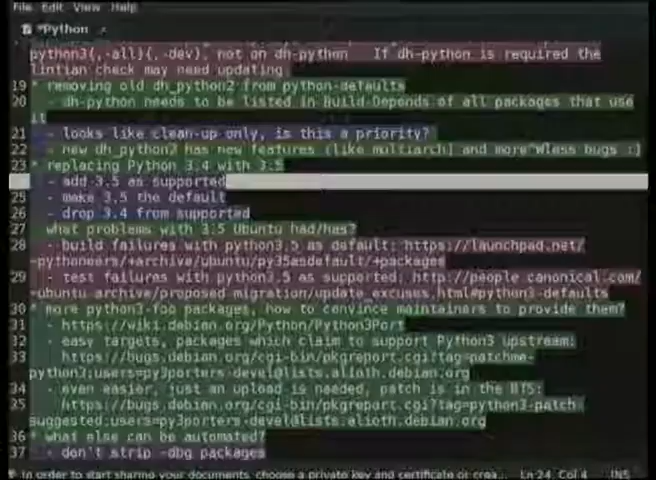 File Edit View Help
*Python
python3{,-all}{,-dev}, not on dh-python   If dh-python is required the
lintian check may need updating
19 * removing old dh_python2 from python-defaults
20 - dh-python needs to be listed in Build-Depends of all packages that use
it
21 - looks like clean-up only, is this a priority?
22 - new dh_python2 has new features (like multiarch) and more^Wless bugs :)
23 * replacing Python 3.4 with 3.5
- add 3.5 as supported
25 - make 3.5 the default
26 - drop 3.4 from supported
27 what problems with 3.5 Ubuntu had/has?
28 - build failures with python3.5 as default: https://launchpad.net/
~pythoneers/+archive/ubuntu/py35asdefault/+packages
29 - test failures with python3.5 as supported: http://people.canonical.com/
~ubuntu-archive/proposed-migration/update_excuses.html#python3-defaults
30 * more python3-foo packages, how to convince maintainers to provide them?
31 - https://wiki.debian.org/Python/Python3Port
32 - easy targets, packages which claim to support Python3 upstream:
33 https://bugs.debian.org/cgi-bin/pkgreport.cgi?tag=patchme-
python3;users=py3porters-devel@lists.alioth.debian.org
34 - even easier, just an upload is needed, patch is in the BTS:
35 https://bugs.debian.org/cgi-bin/pkgreport.cgi?tag=python3-patch-
suggested;users=py3porters-devel@lists.alioth.debian.org
36 * what else can be automated?
37 - don't strip -dbg packages
In order to start sharing your documents, choose a private key and certificate or crea... Ln 24, Col 4 INS